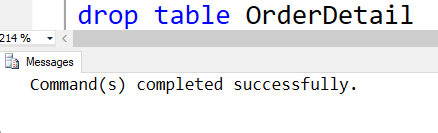 drop table OrderDetail
214 %
Messages
Command(s) completed successfully.